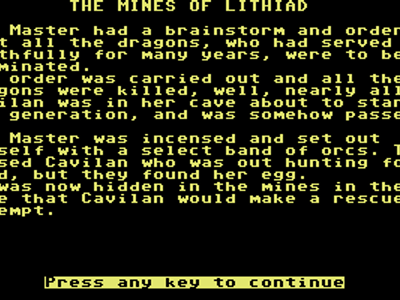 THE MINES OF LITHIAD
Master had a brainstorm and order
t all the dragons, who had served
thfully for many years, were to be
minated.
order was carried out and all the
gons were killed, well, nearly all
ilan was in her cave about to star
generation, and was somehow passe
Master was incensed and set out
self with a select band of orcs. T
sed Cavilan who was out hunting fo
d, but they found her egg.
was now hidden in the mines in the
e that Cavilan would make a rescue
empt.
Press any key to continue